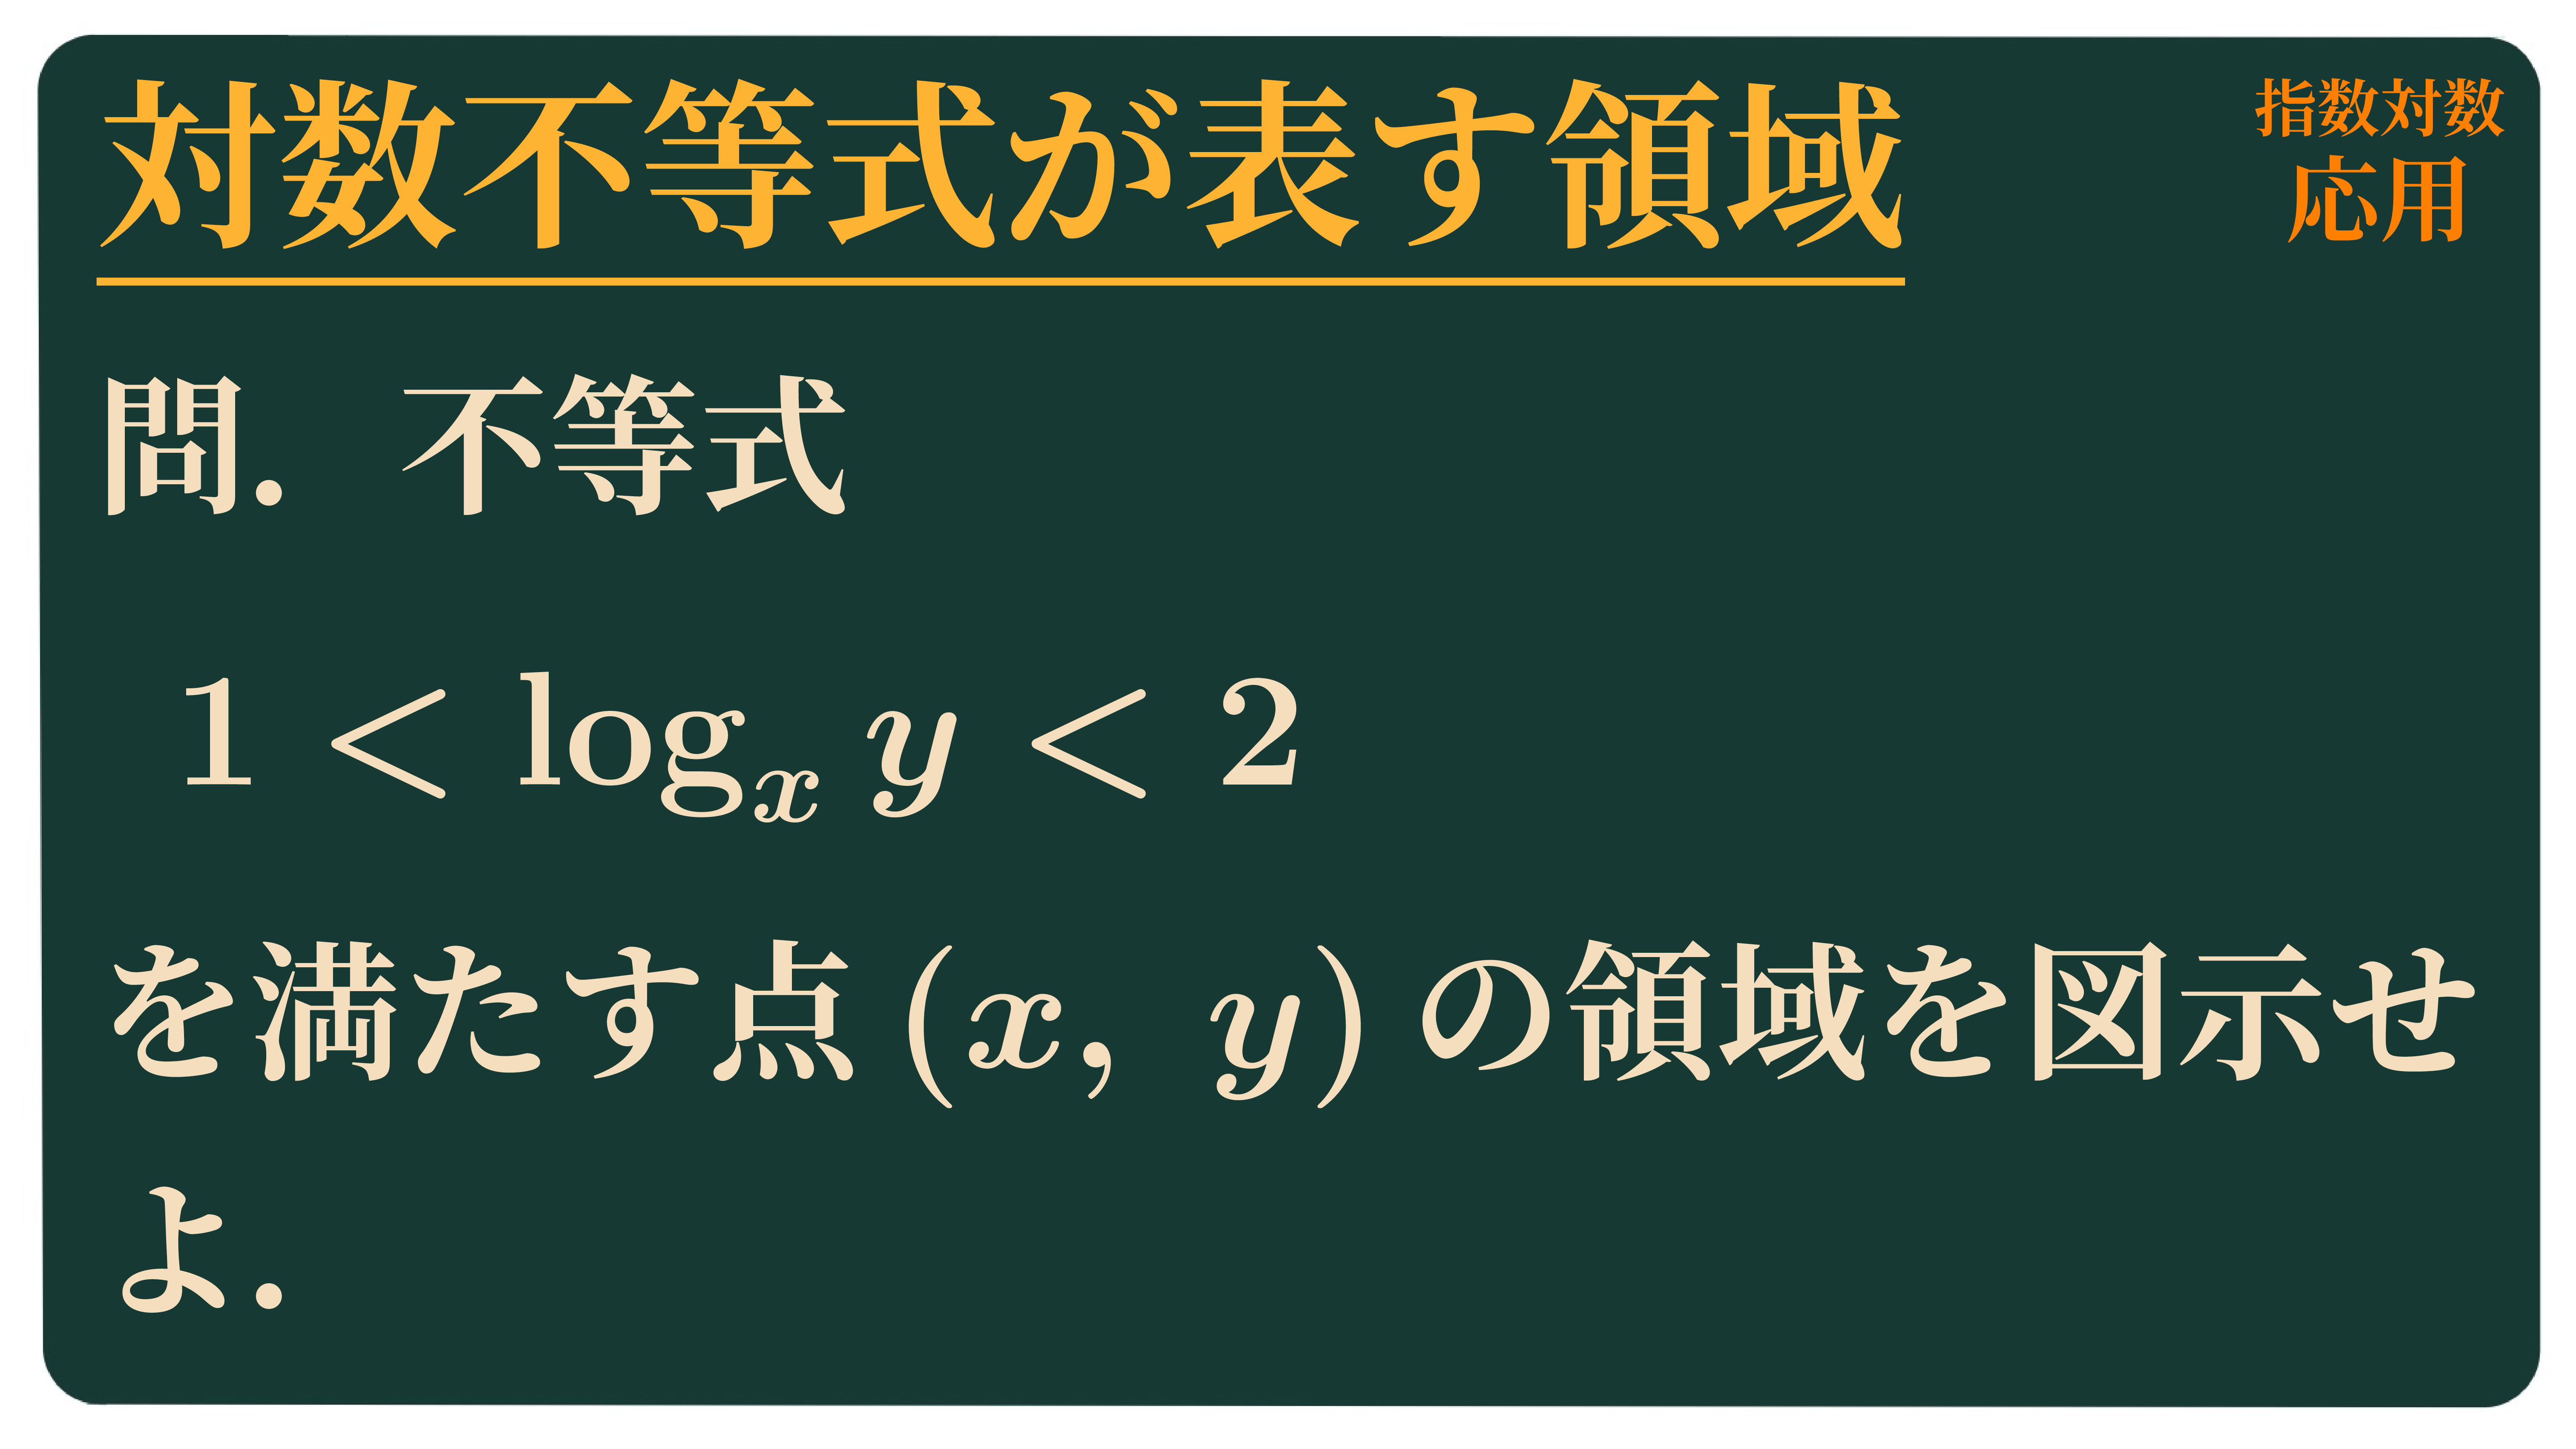 対数不等式が表す領域
指数対数
応用
問. 不等式
1 < log_x y < 2
を満たす点 (x, y) の領域を図示せ
よ.